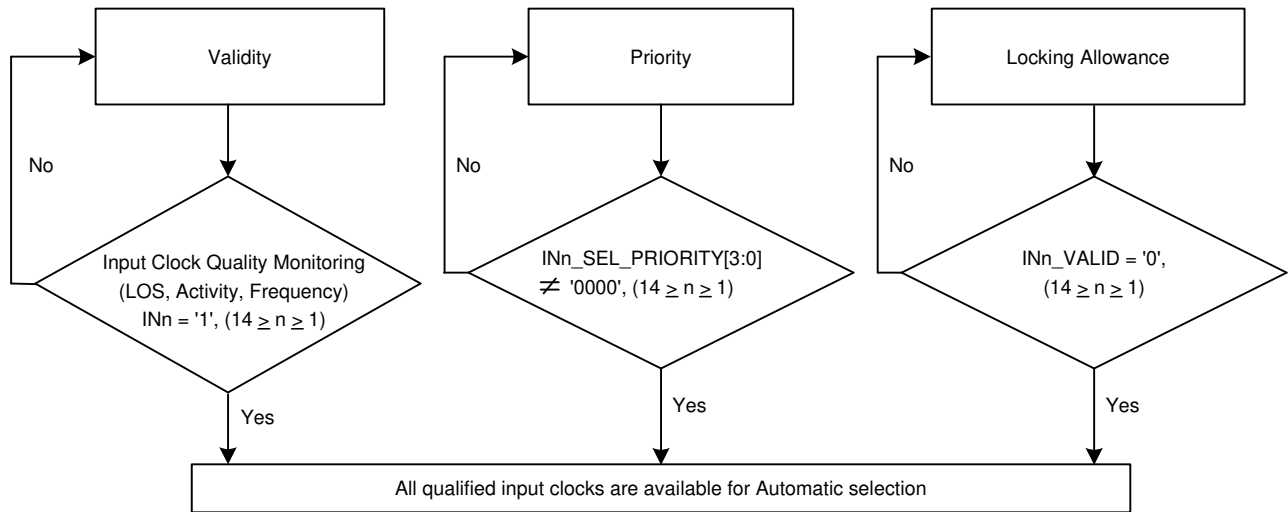 Validity
Priority
Locking Allowance
No
No
No
Input Clock Quality Monitoring
(LOS, Activity, Frequency)
INn = '1', (14 ≥ n ≥ 1)
INn_SEL_PRIORITY[3:0]
≠ '0000', (14 ≥ n ≥ 1)
INn_VALID = '0',
(14 ≥ n ≥ 1)
Yes
Yes
Yes
All qualified input clocks are available for Automatic selection